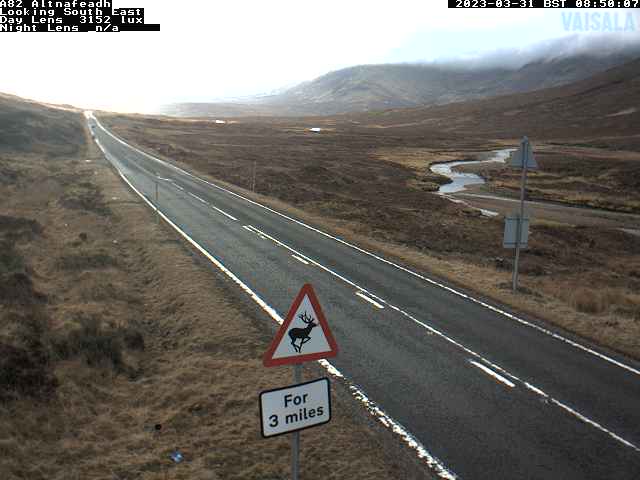 A82 Altnafeadh
Looking South East
Day Lens  3152 lux
Night Lens  n/a
2023-03-31 BST 08:50:07
VAISALA
For
3 miles